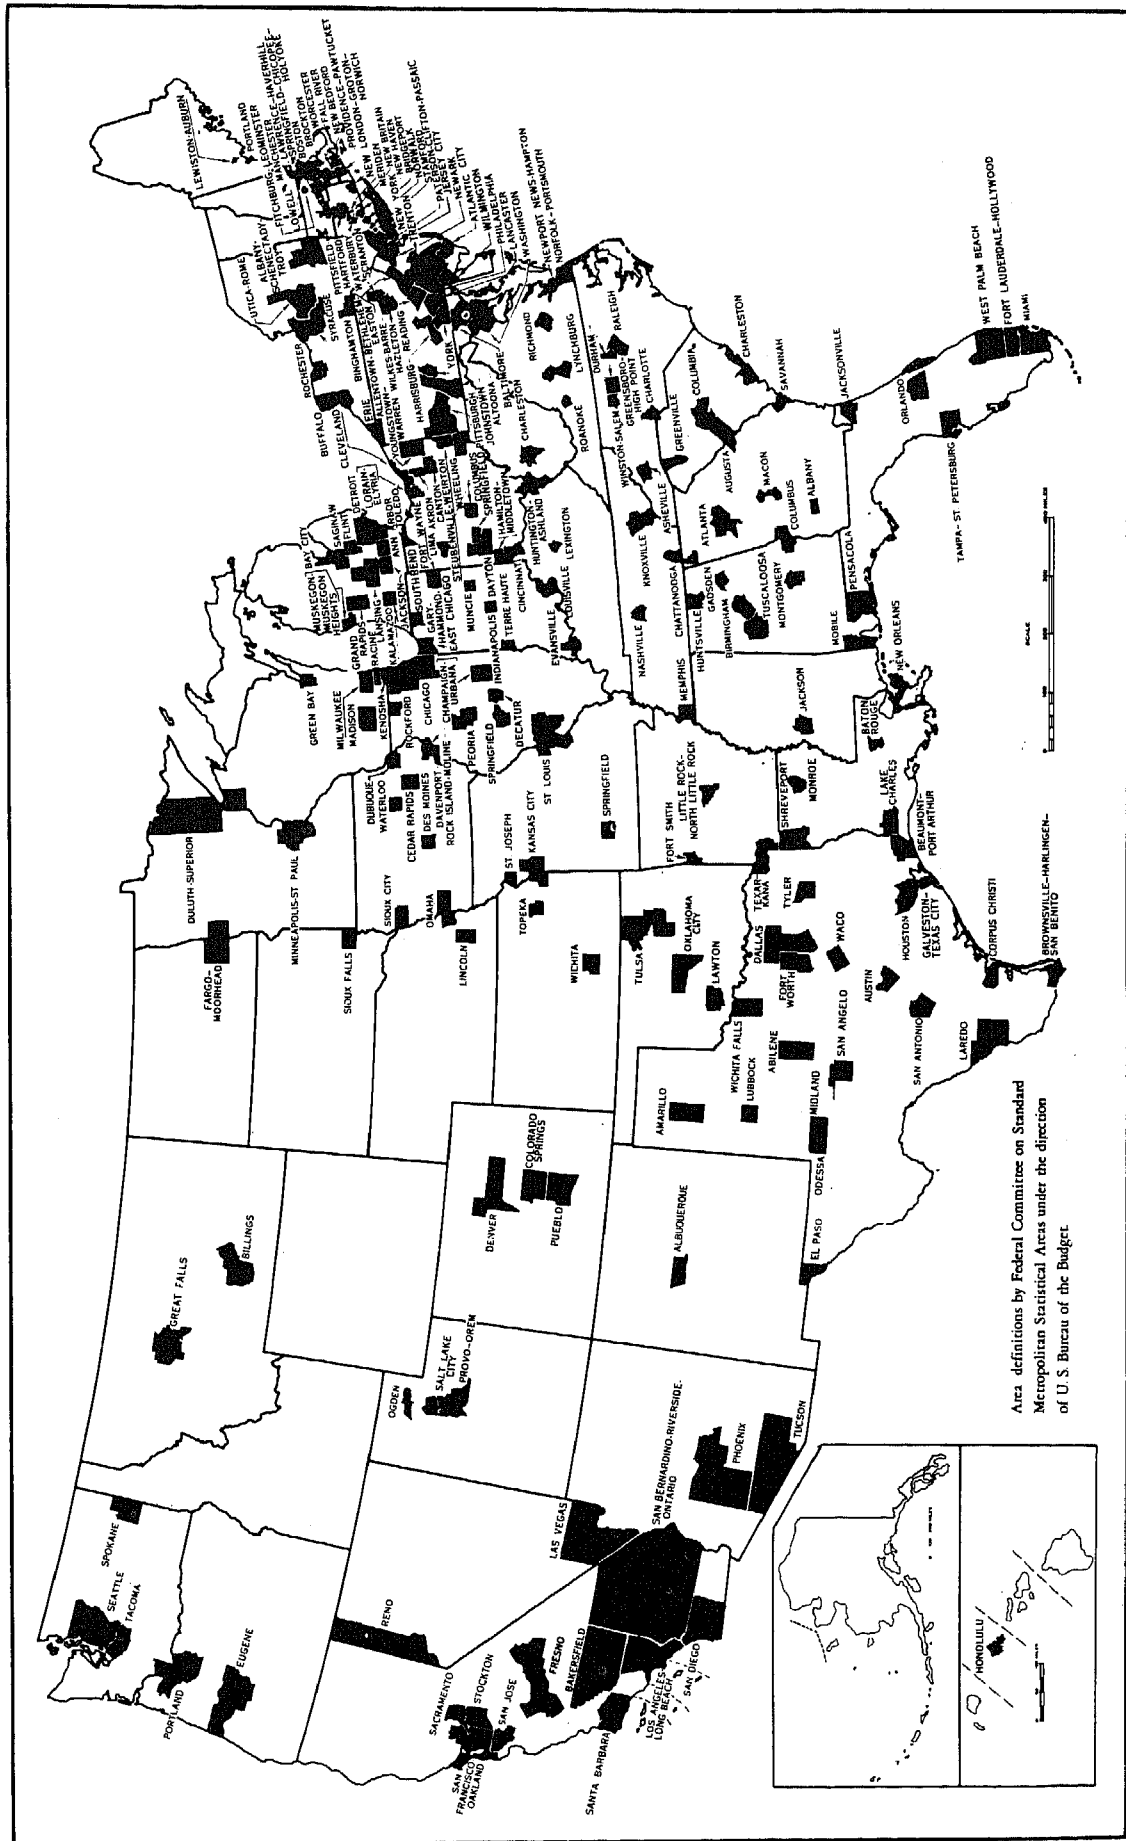 SPOKANE
SEATTLE
TACOMA
PORTLAND
EUGENE
GREAT FALLS
BILLINGS
FARGO-
MOORHEAD
DULUTH-SUPERIOR
MINNEAPOLIS-ST PAUL
SIOUX FALLS
SIOUX CITY
OMAHA
LINCOLN
RENO
SACRAMENTO
STOCKTON
SAN
FRANCISCO
OAKLAND
SAN JOSE
FRESNO
BAKERSFIELD
SANTA BARBARA
LOS ANGELES-
LONG BEACH
SAN DIEGO
LAS VEGAS
SAN BERNARDINO-RIVERSIDE-
ONTARIO
PHOENIX
TUCSON
OGDEN
SALT LAKE
CITY
PROVO-OREM
DENVER
COLORADO
SPRINGS
PUEBLO
ALBUQUERQUE
EL PASO
ODESSA
MIDLAND
AMARILLO
LUBBOCK
WICHITA FALLS
ABILENE
SAN ANGELO
FORT
WORTH
DALLAS
WACO
TYLER
TEXAR-
KANA
AUSTIN
SAN ANTONIO
LAREDO
HOUSTON
GALVESTON-
TEXAS CITY
CORPUS CHRISTI
BROWNSVILLE-HARLINGEN-
SAN BENITO
BEAUMONT-
PORT ARTHUR
LAKE
CHARLES
WICHITA
TOPEKA
ST JOSEPH
KANSAS CITY
TULSA
OKLAHOMA
CITY
LAWTON
FORT SMITH
LITTLE ROCK-
NORTH LITTLE ROCK
SPRINGFIELD
ST LOUIS
SHREVEPORT
MONROE
BATON
ROUGE
NEW ORLEANS
JACKSON
DUBUQUE
WATERLOO
CEDAR RAPIDS
DES MOINES
DAVENPORT
ROCK ISLAND-MOLINE
GREEN BAY
MILWAUKEE
MADISON
RACINE
KENOSHA
ROCKFORD
CHICAGO
CHAMPAIGN-
URBANA
PEORIA
SPRINGFIELD
DECATUR
MUSKEGON-
MUSKEGON
HEIGHTS
GRAND
RAPIDS
LANSING
KALAMAZOO
JACKSON
BAY CITY
SAGINAW
FLINT
DETROIT
ANN
ARBOR
SOUTH BEND
GARY-
HAMMOND-
EAST CHICAGO
FORT WAYNE
MUNCIE
INDIANAPOLIS
TERRE HAUTE
EVANSVILLE
LOUISVILLE
LEXINGTON
TOLEDO
LORAIN-
ELYRIA
CLEVELAND
LIMA
AKRON
CANTON
STEUBENVILLE-WEIRTON
WHEELING
COLUMBUS
SPRINGFIELD
DAYTON
HAMILTON-
MIDDLETOWN
CINCINNATI
HUNTINGTON-
ASHLAND
CHARLESTON
YOUNGSTOWN-
WARREN
ERIE
PITTSBURGH
JOHNSTOWN
ALTOONA
BALTIMORE
BUFFALO
ROCHESTER
SYRACUSE
UTICA-ROME
ALBANY-
SCHENECTADY-
TROY
BINGHAMTON
ALLENTOWN-BETHLEHEM-
EASTON
WILKES-BARRE-
HAZLETON
SCRANTON
READING
HARRISBURG
YORK
PITTSFIELD
HARTFORD
WATERBURY
LEWISTON-AUBURN
PORTLAND
FITCHBURG-LEOMINSTER
MANCHESTER
LAWRENCE-HAVERHILL
LOWELL
SPRINGFIELD-CHICOPEE-
HOLYOKE
BOSTON
BROCKTON
WORCESTER
FALL RIVER
NEW BEDFORD
PROVIDENCE-PAWTUCKET
NEW
LONDON-GROTON-
NORWICH
MERIDEN
NEW BRITAIN
NEW HAVEN
BRIDGEPORT
NORWALK
STAMFORD
NEW YORK
PATERSON-CLIFTON-PASSAIC
JERSEY CITY
NEWARK
TRENTON
ATLANTIC CITY
WILMINGTON
PHILADELPHIA
LANCASTER
WASHINGTON
NEWPORT NEWS-HAMPTON
NORFOLK-PORTSMOUTH
RICHMOND
LYNCHBURG
ROANOKE
DURHAM
RALEIGH
WINSTON-SALEM
GREENSBORO-
HIGH POINT
CHARLOTTE
ASHEVILLE
GREENVILLE
COLUMBIA
CHARLESTON
SAVANNAH
AUGUSTA
MACON
ATLANTA
COLUMBUS
ALBANY
KNOXVILLE
NASHVILLE
CHATTANOOGA
MEMPHIS
HUNTSVILLE
GADSDEN
BIRMINGHAM
TUSCALOOSA
MONTGOMERY
MOBILE
PENSACOLA
JACKSONVILLE
ORLANDO
TAMPA-ST PETERSBURG
WEST PALM BEACH
FORT LAUDERDALE-HOLLYWOOD
MIAMI
HONOLULU
SCALE
Area definitions by Federal Committee on Standard
Metropolitan Statistical Areas under the direction
of U. S. Bureau of the Budget.